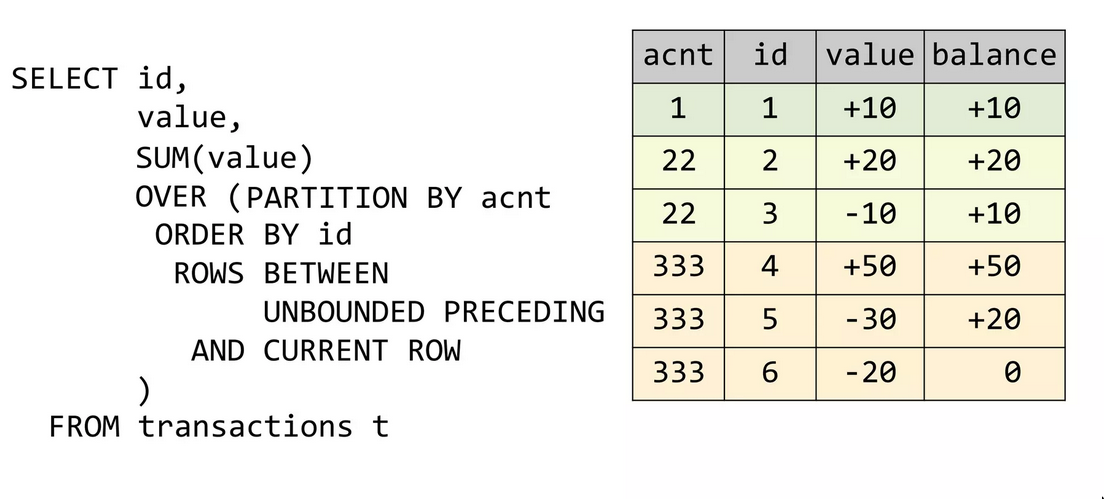 SELECT id,
value,
SUM(value)
OVER (PARTITION BY acnt
ORDER BY id
ROWS BETWEEN
UNBOUNDED PRECEDING
AND CURRENT ROW
)
FROM transactions t
acnt id value balance
1 1 +10 +10
22 2 +20 +20
22 3 -10 +10
333 4 +50 +50
333 5 -30 +20
333 6 -20 0